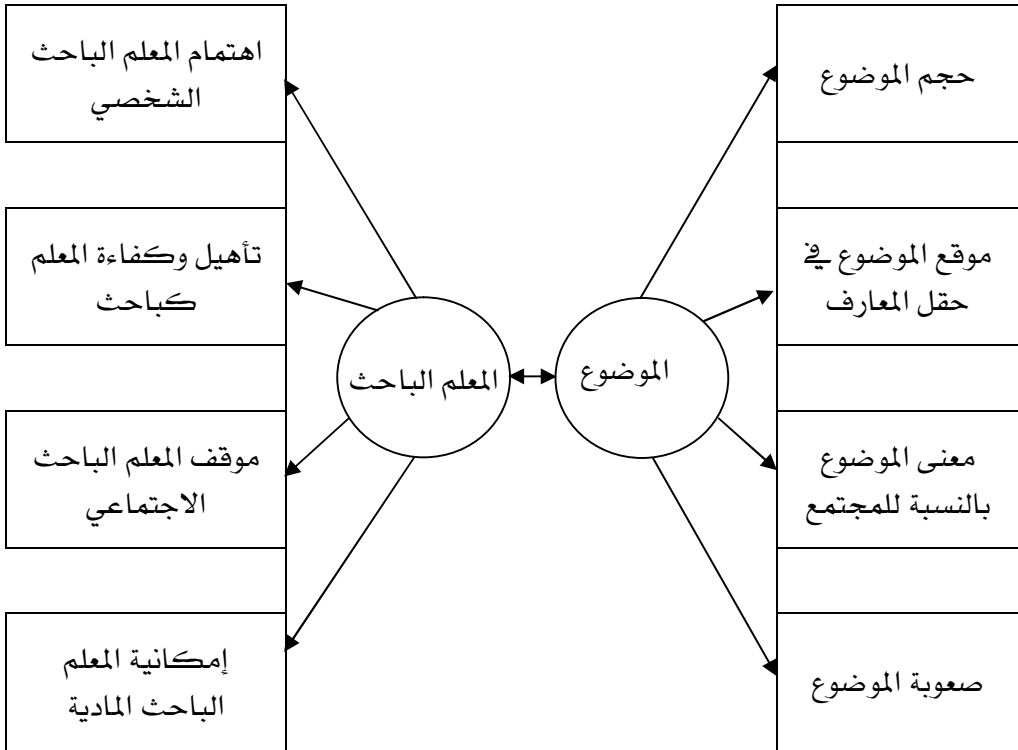 حجم الموضوع
موقع الموضوع في
حقل المعارف
معنى الموضوع
بالنسبة للمجتمع
صعوبة الموضوع
الموضوع
المعلم الباحث
اهتمام المعلم الباحث
الشخصي
تأهيل وكفاءة المعلم
كباحث
موقف المعلم الباحث
الاجتماعي
إمكانية المعلم
الباحث المادية